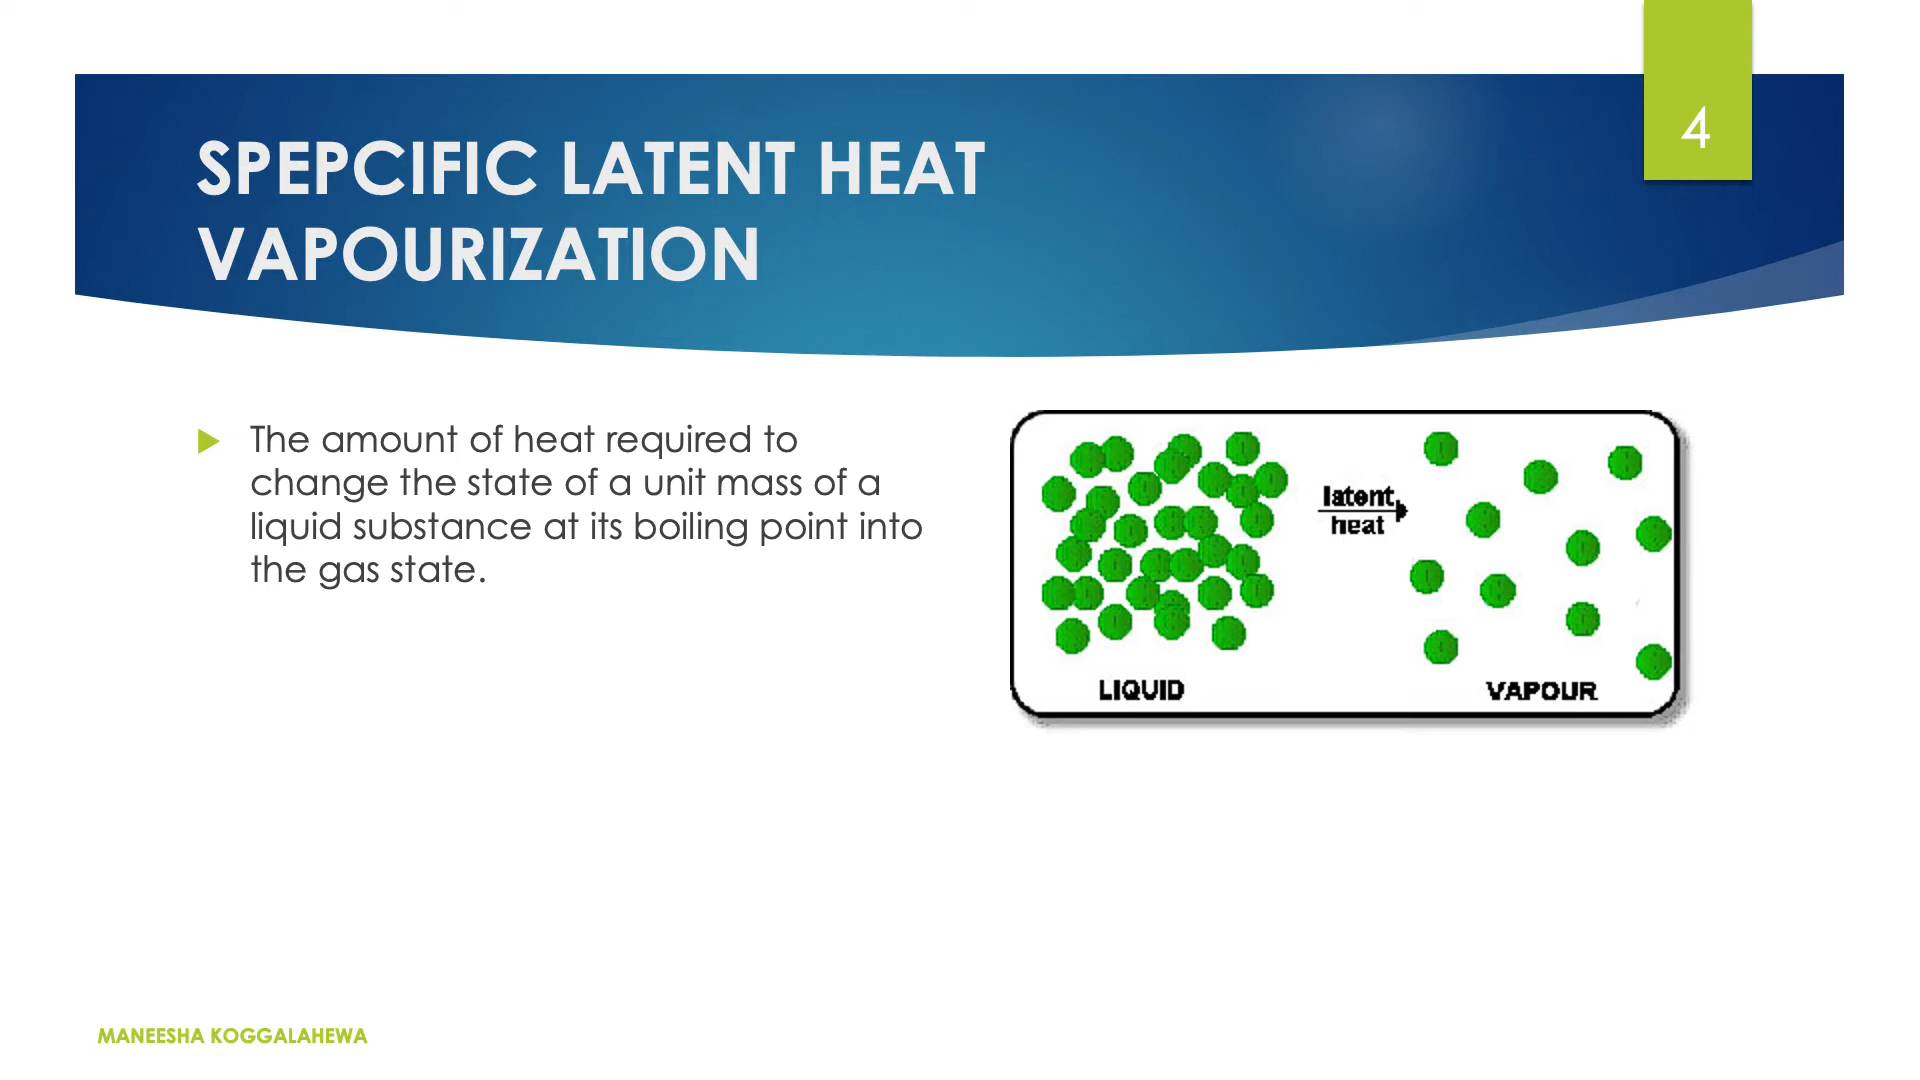 4
SPEPCIFIC LATENT HEAT
VAPOURIZATION
The amount of heat required to
change the state of a unit mass of a
liquid substance at its boiling point into
the gas state.
latent
heat
LIQUID
VAPOUR
MANEESHA KOGGALAHEWA